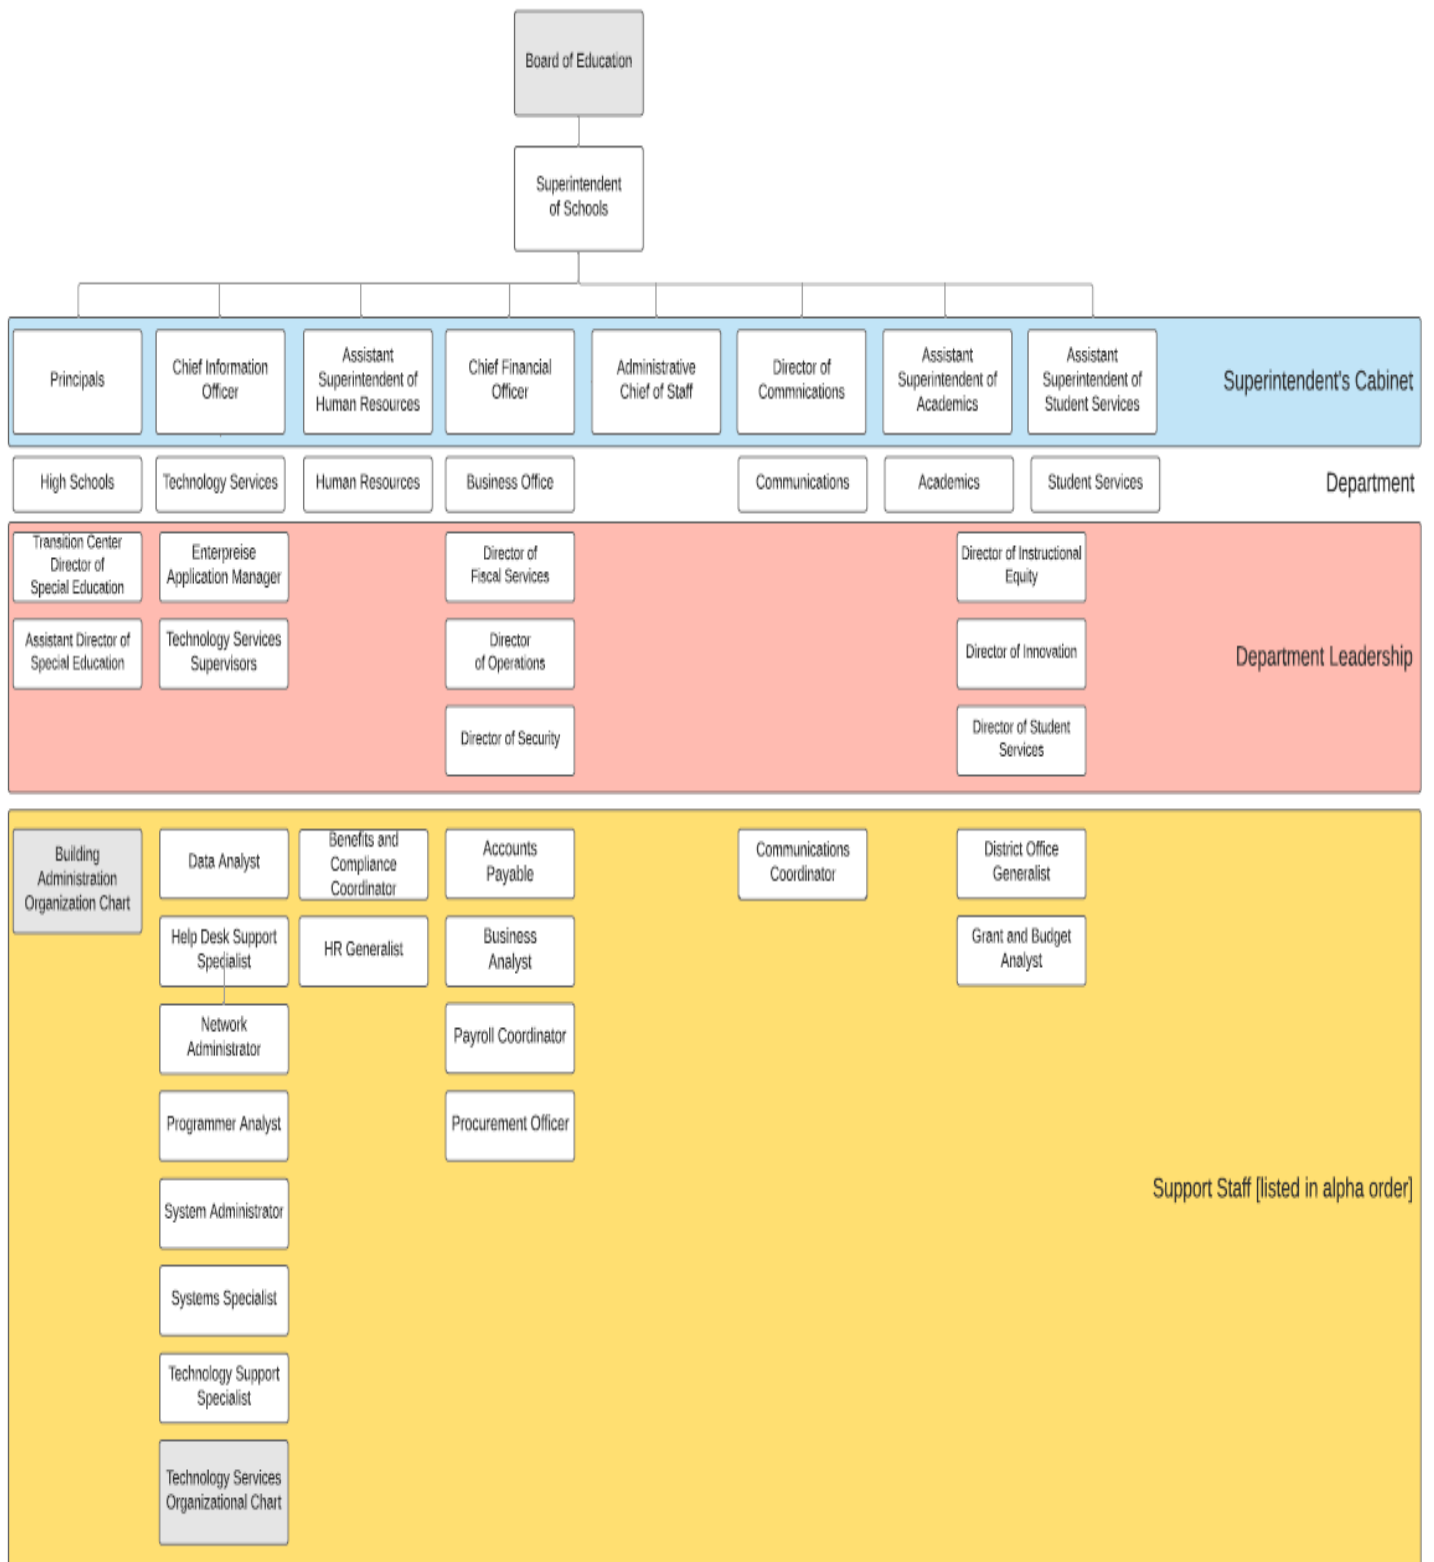 Board of Education
Superintendent
of Schools
Principals
Chief Information
Officer
Assistant
Superintendent of
Human Resources
Chief Financial
Officer
Administrative
Chief of Staff
Director of
Commnications
Assistant
Superintendent of
Academics
Assistant
Superintendent of
Student Services
Superintendent's Cabinet
High Schools
Technology Services
Human Resources
Business Office
Communications
Academics
Student Services
Department
Transition Center
Director of
Special Education
Enterpreise
Application Manager
Director of
Fiscal Services
Director of Instructional
Equity
Assistant Director of
Special Education
Technology Services
Supervisors
Director
of Operations
Director of Innovation
Department Leadership
Director of Security
Director of Student
Services
Building
Administration
Organization Chart
Data Analyst
Benefits and
Compliance
Coordinator
Accounts
Payable
Communications
Coordinator
District Office
Generalist
Help Desk Support
Specialist
HR Generalist
Business
Analyst
Grant and Budget
Analyst
Network
Administrator
Payroll Coordinator
Programmer Analyst
Procurement Officer
Support Staff [listed in alpha order]
System Administrator
Systems Specialist
Technology Support
Specialist
Technology Services
Organizational Chart